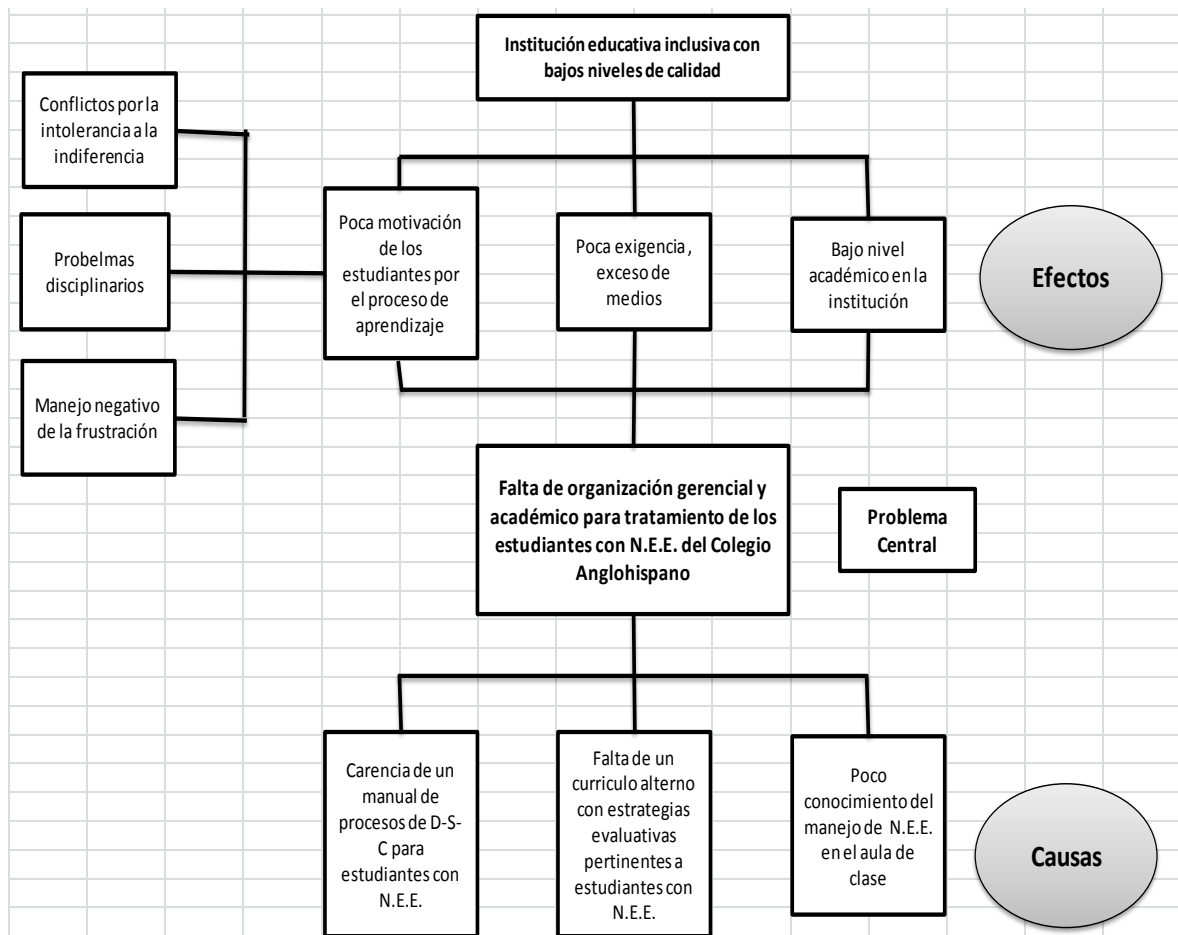 Institución educativa inclusiva con
bajos niveles de calidad
Conflictos por la
intolerancia a la
indiferencia
Probelmas
disciplinarios
Manejo negativo
de la frustración
Poca motivación
de los
estudiantes por
el proceso de
aprendizaje
Poca exigencia ,
exceso de
medios
Bajo nivel
académico en la
institución
Efectos
Falta de organización gerencial y
académico para tratamiento de los
estudiantes con N.E.E. del Colegio
Anglohispano
Problema
Central
Carencia de un
manual de
procesos de D-S-
C para
estudiantes con
N.E.E.
Falta de un
curriculo alterno
con estrategias
evaluativas
pertinentes a
estudiantes con
N.E.E.
Poco
conocimiento del
manejo de N.E.E.
en el aula de
clase
Causas